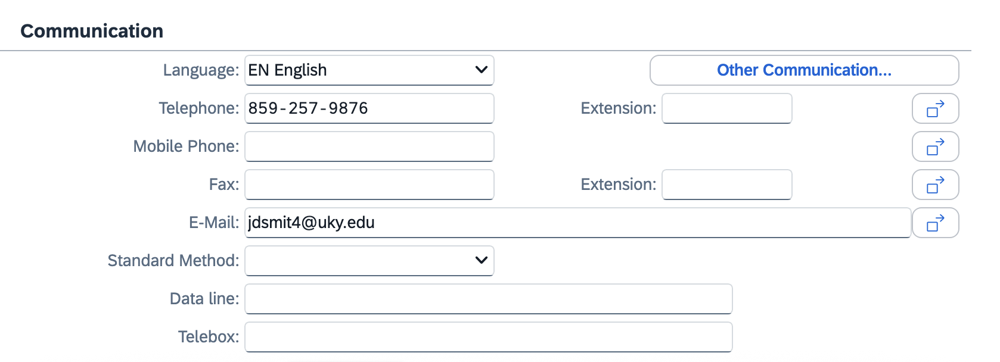 Communication
Language: EN English Other Communication...
Telephone: 859-257-9876 Extension:
Mobile Phone:
Fax: Extension:
E-Mail: jdsmit4@uky.edu
Standard Method:
Data line:
Telebox: